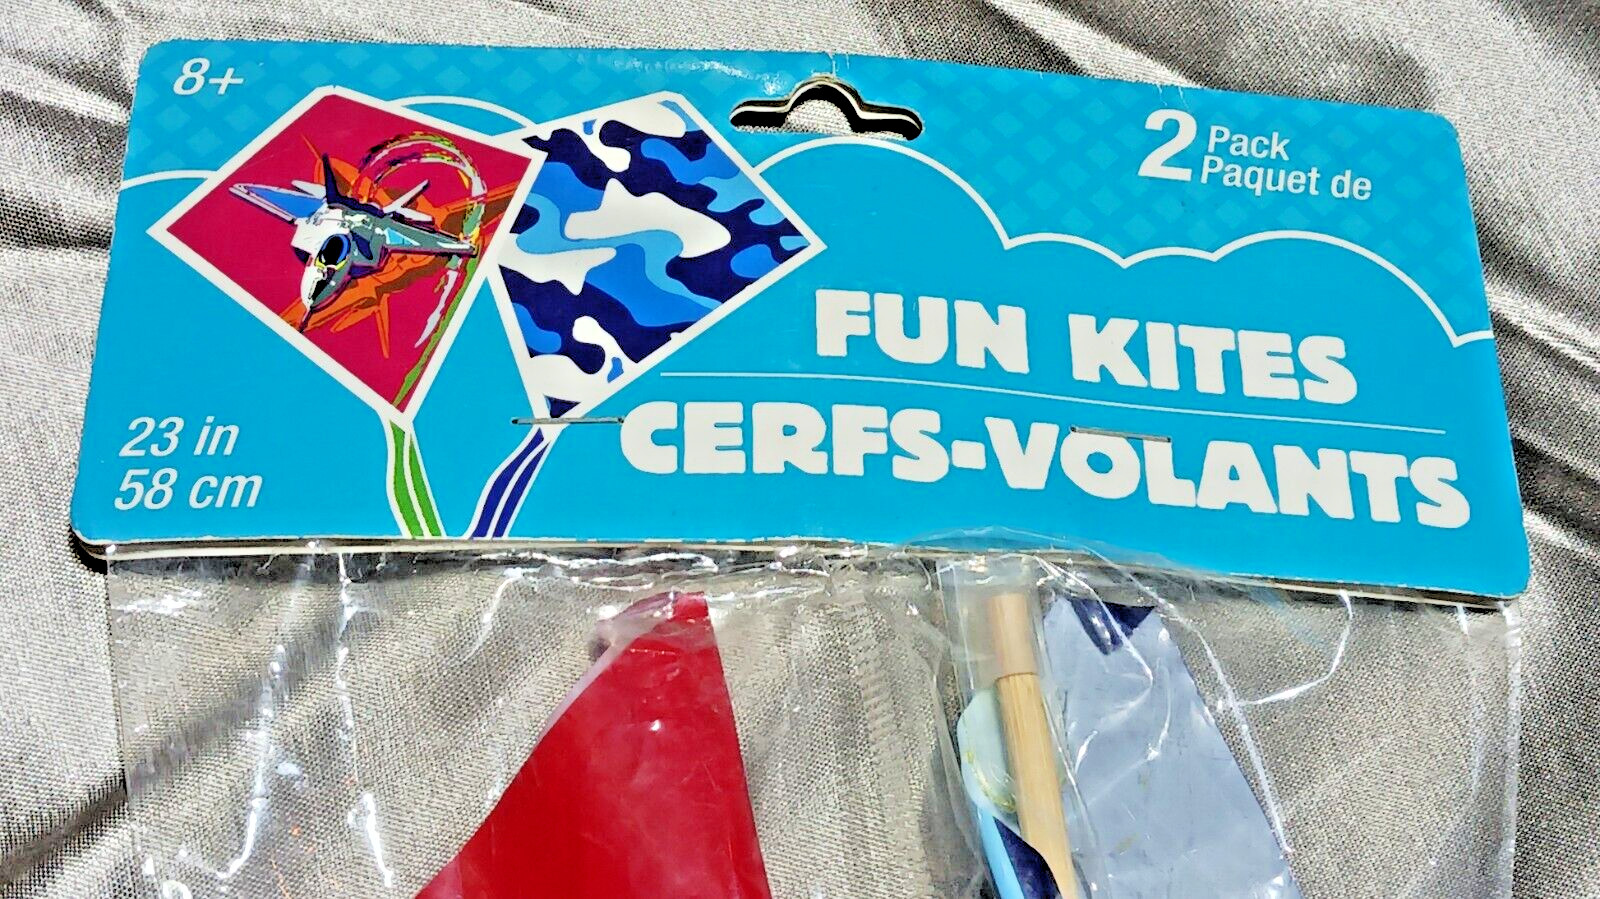 8+
2 Pack
Paquet de
FUN KITES
CERFS-VOLANTS
23 in
58 cm